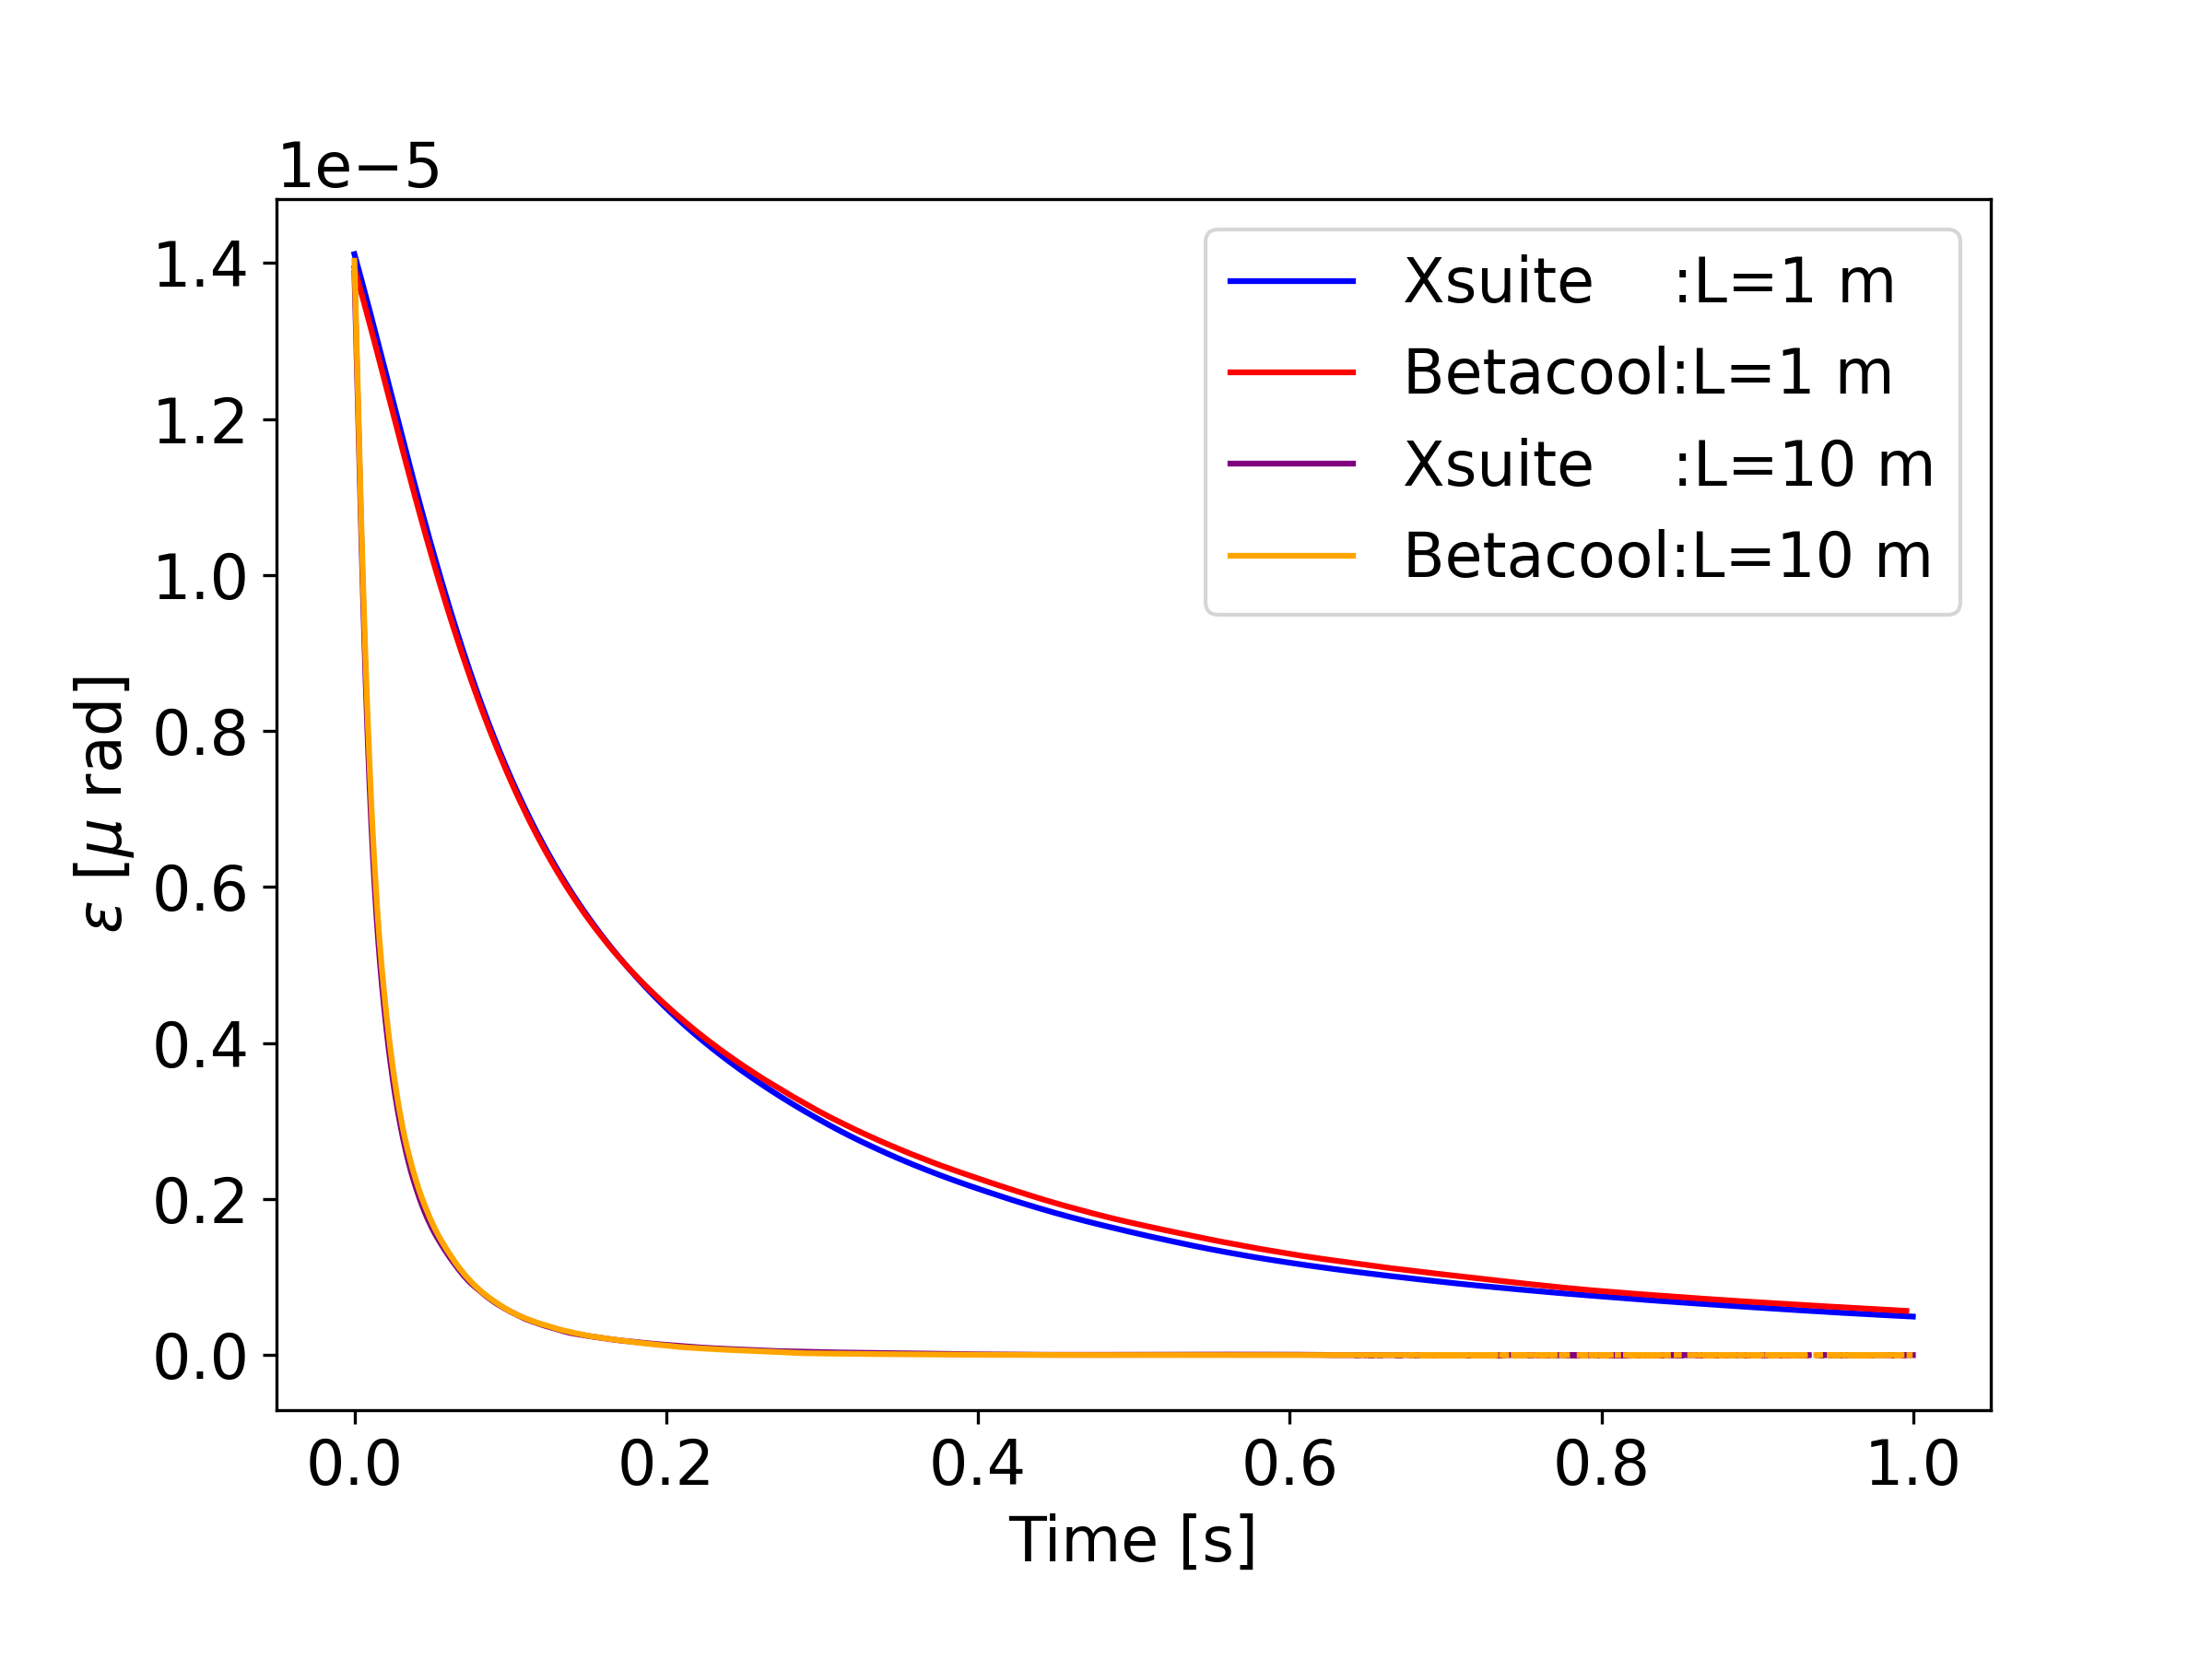 1e−5
1.4
1.2
1.0
0.8
0.6
0.4
0.2
0.0
ε [μ rad]
Xsuite :L=1 m
Betacool:L=1 m
Xsuite :L=10 m
Betacool:L=10 m
0.0 0.2 0.4 0.6 0.8 1.0
Time [s]